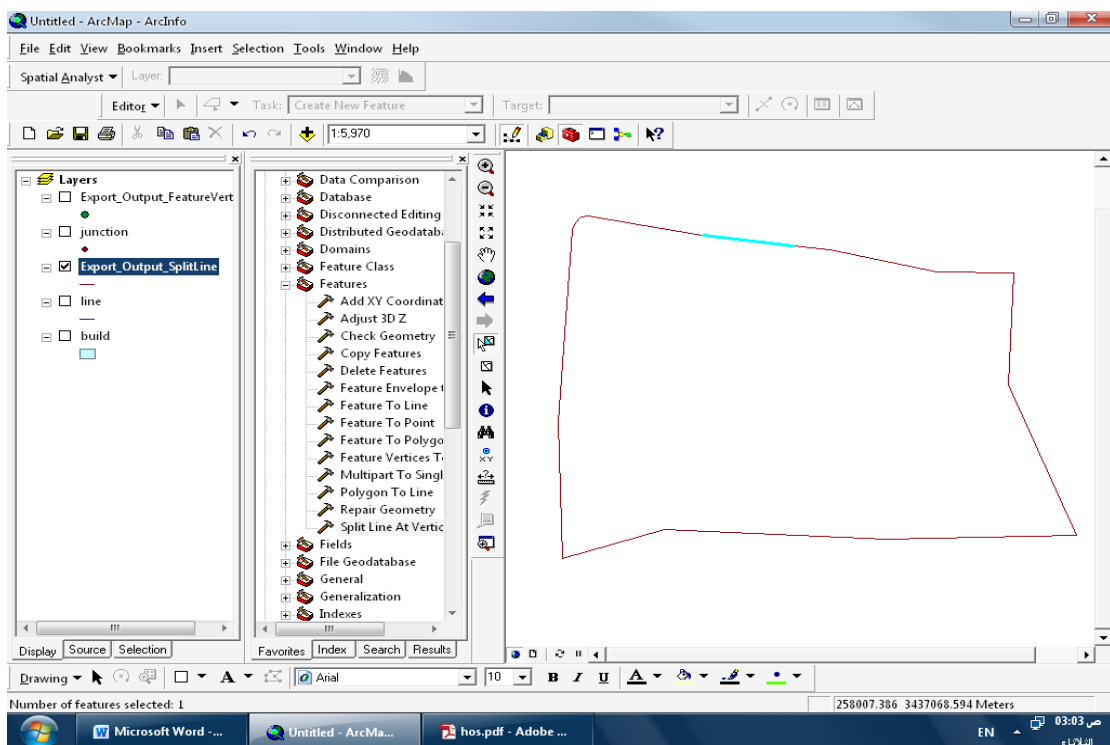 Untitled - ArcMap - ArcInfo
File Edit View Bookmarks Insert Selection Tools Window Help
Spatial Analyst Layer:
Editor Task: Create New Feature Target:
1:5,970
Layers
Export_Output_FeatureVert
junction
Export_Output_SplitLine
line
build
Display Source Selection
Data Comparison
Database
Disconnected Editing
Distributed Geodatab
Domains
Feature Class
Features
Add XY Coordinat
Adjust 3D Z
Check Geometry
Copy Features
Delete Features
Feature Envelope t
Feature To Line
Feature To Point
Feature To Polygo
Feature Vertices T
Multipart To Singl
Polygon To Line
Repair Geometry
Split Line At Vertic
Fields
File Geodatabase
General
Generalization
Indexes
Favorites Index Search Results
XY
Drawing A Arial 10 B I U A
Number of features selected: 1 258007.386 3437068.594 Meters
Microsoft Word -... Untitled - ArcMa... hos.pdf - Adobe ... EN 03:03 ص
الثلاثاء